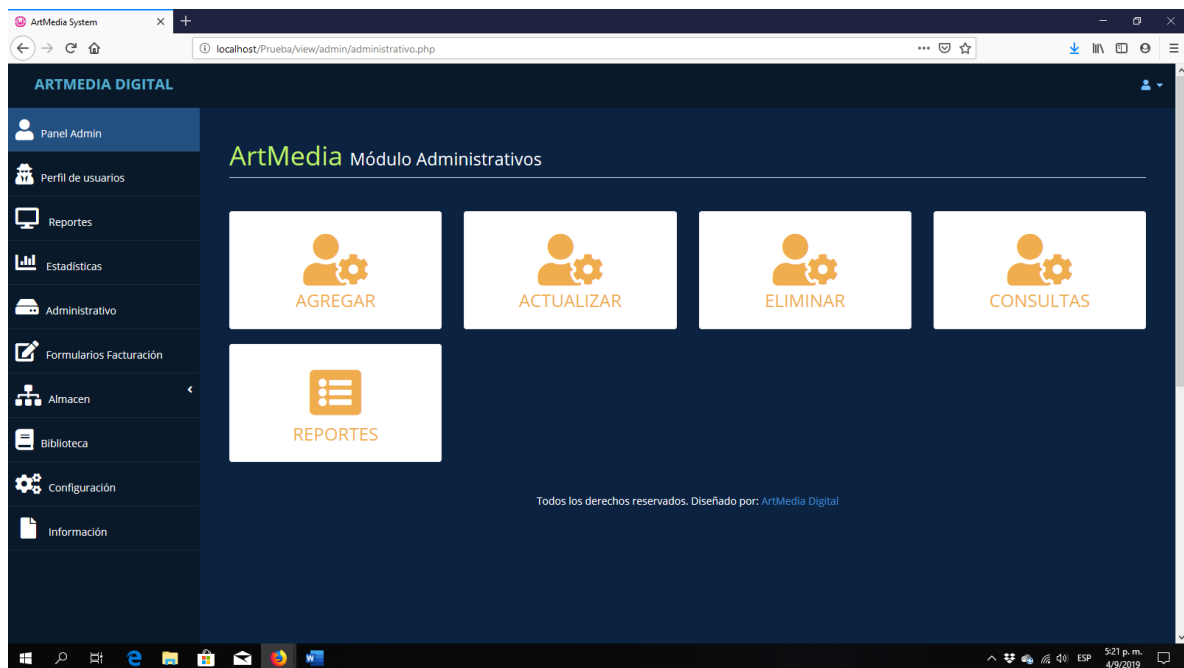 ArtMedia System
localhost/Prueba/view/admin/administrativo.php
ARTMEDIA DIGITAL
Panel Admin
Perfil de usuarios
Reportes
Estadísticas
Administrativo
Formularios Facturación
Almacen
Biblioteca
Configuración
Información
ArtMedia Módulo Administrativos
AGREGAR
ACTUALIZAR
ELIMINAR
CONSULTAS
REPORTES
Todos los derechos reservados. Diseñado por: ArtMedia Digital
ESP
5:21 p. m.
4/9/2019